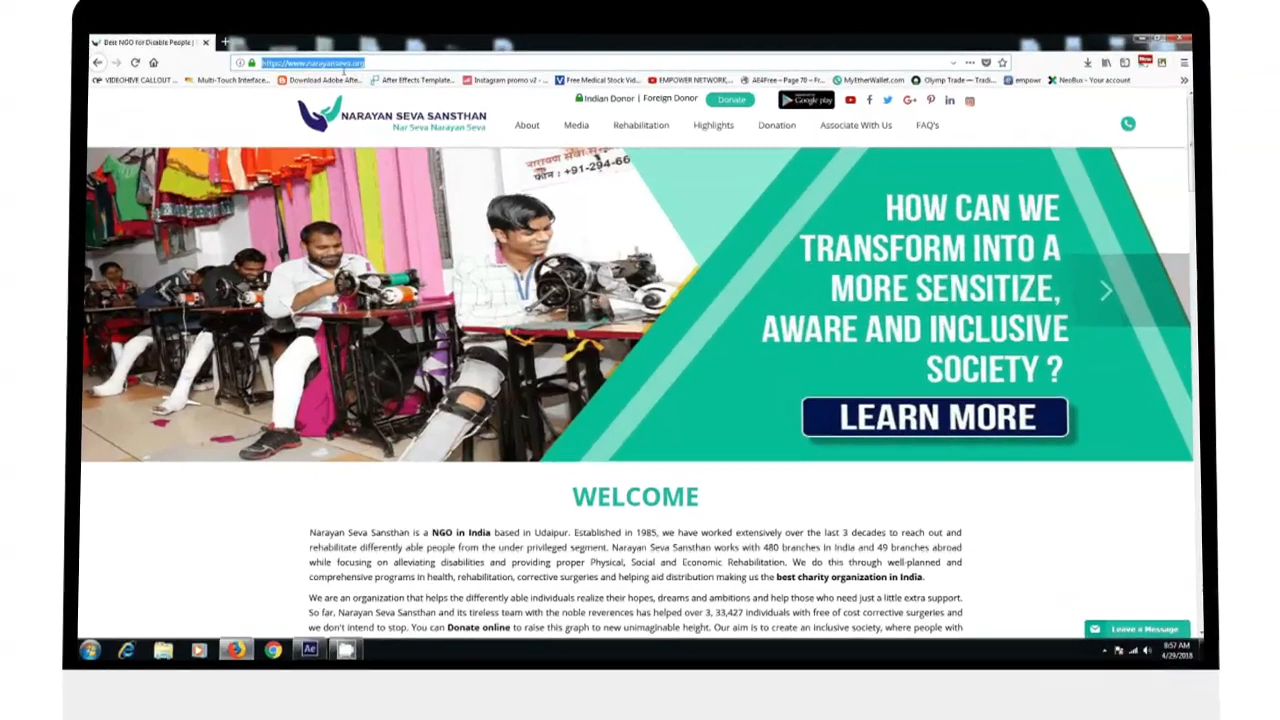 Best NGO for Disable People |
https://www.narayanseva.org
VIDEOHIVE CALLOUT ...
Multi-Touch Interface...
Download Adobe Afte...
After Effects Template...
Instagram promo v2 - ...
Free Medical Stock Vid...
EMPOWER NETWORK,...
AE4Free – Page 70 – Fr...
MyEtherWallet.com
Olymp Trade — Tradi...
empowr
NeoBux – Your account
Indian Donor | Foreign Donor
Donate
Google play
NARAYAN SEVA SANSTHAN
Nar Seva Narayan Seva
About
Media
Rehabilitation
Highlights
Donation
Associate With Us
FAQ's
नारायण सेवा
फोन : +91-294-66
HOW CAN WE
TRANSFORM INTO A
MORE SENSITIZE,
AWARE AND INCLUSIVE
SOCIETY ?
LEARN MORE
WELCOME
Narayan Seva Sansthan is a NGO in India based in Udaipur. Established in 1985, we have worked extensively over the last 3 decades to reach out and
rehabilitate differently able people from the under privileged segment. Narayan Seva Sansthan works with 480 branches in India and 49 branches abroad
while focusing on alleviating disabilities and providing proper Physical, Social and Economic Rehabilitation. We do this through well-planned and
comprehensive programs in health, rehabilitation, corrective surgeries and helping aid distribution making us the best charity organization in India.
We are an organization that helps the differently able individuals realize their hopes, dreams and ambitions and help those who need just a little extra support.
So far, Narayan Seva Sansthan and its tireless team with the noble reverences has helped over 3, 33,427 individuals with free of cost corrective surgeries and
we don't intend to stop. You can Donate online to raise this graph to new unimaginable height. Our aim is to create an inclusive society, where people with
Leave a Message
Ae
8:57 AM
4/29/2018